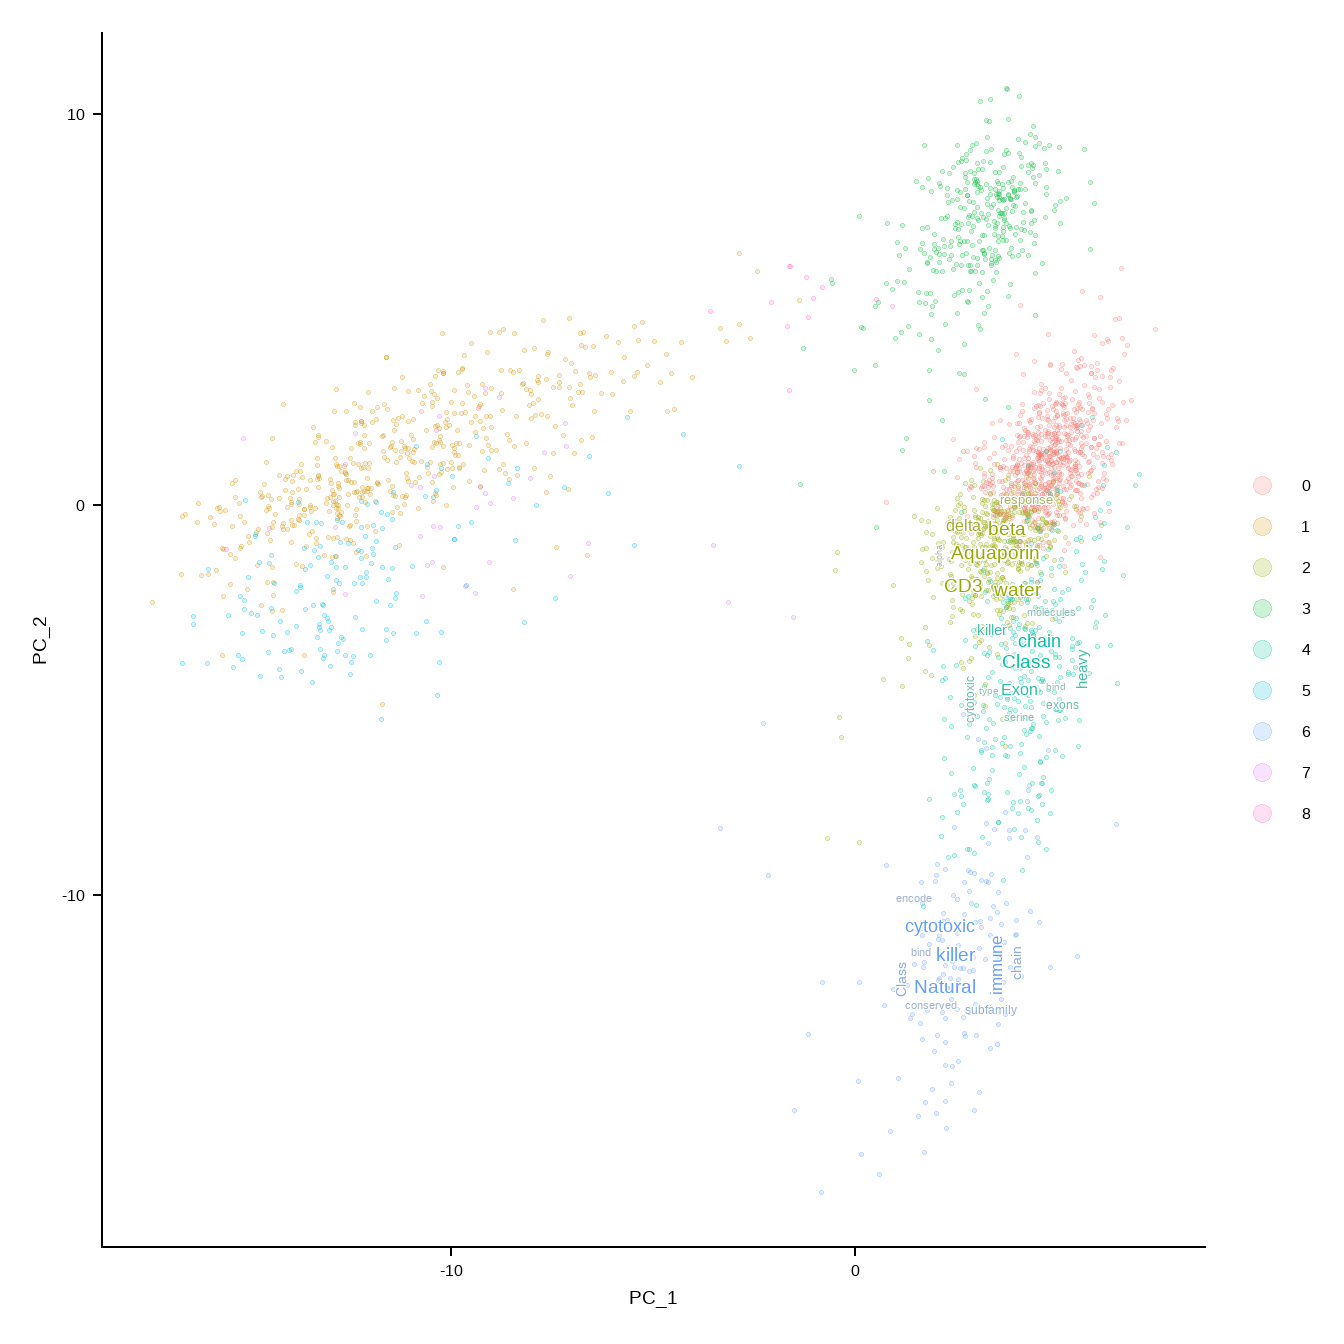 10
0
-10
-10
0
PC_1
PC_2
response
delta
beta
alpha
Aquaporin
CD3
water
molecules
killer
chain
Class
heavy
cytotoxic
type
Exon
bind
exons
serine
encode
cytotoxic
bind
killer
immune
chain
Class
Natural
conserved
subfamily
0
1
2
3
4
5
6
7
8